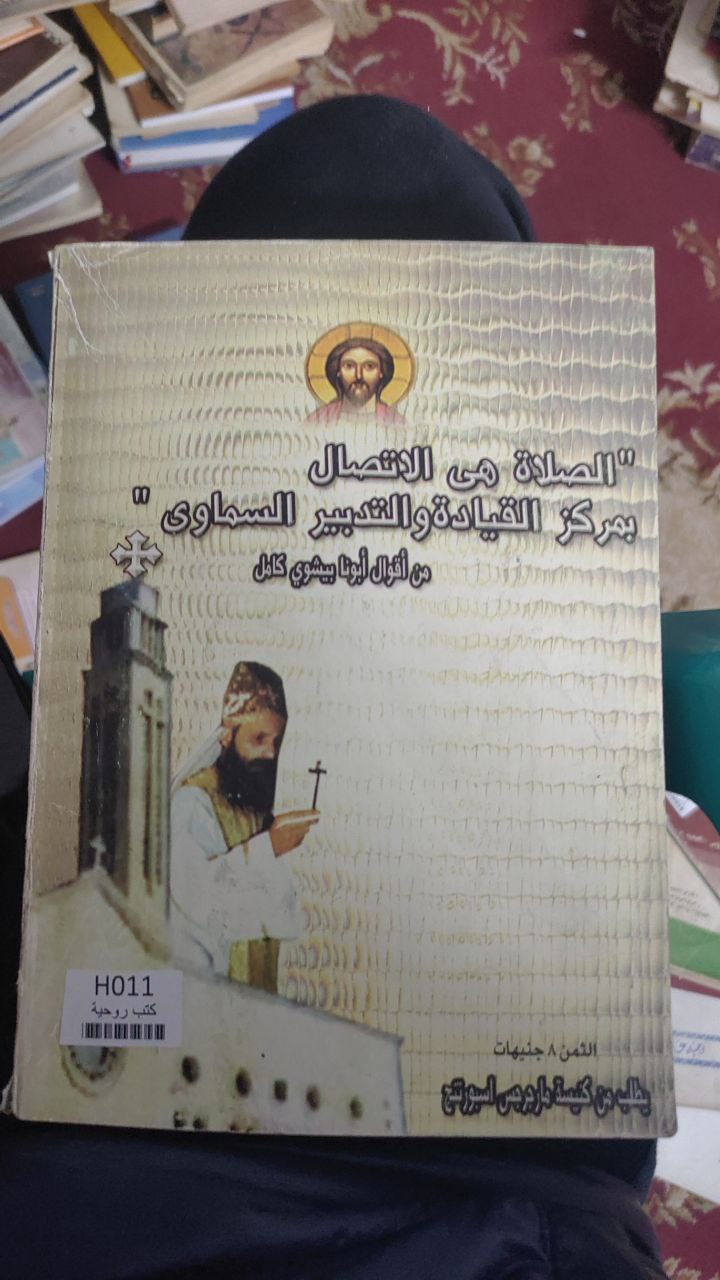 "الصلاة هى الاتصال
بمركز القيادة والتدبير السماوى"
من أقوال أبونا بيشوي كامل
H011
كتب روحية
الثمن ٨ جنيهات
يطلب من كنيسة مارجرجس اسبورتنج